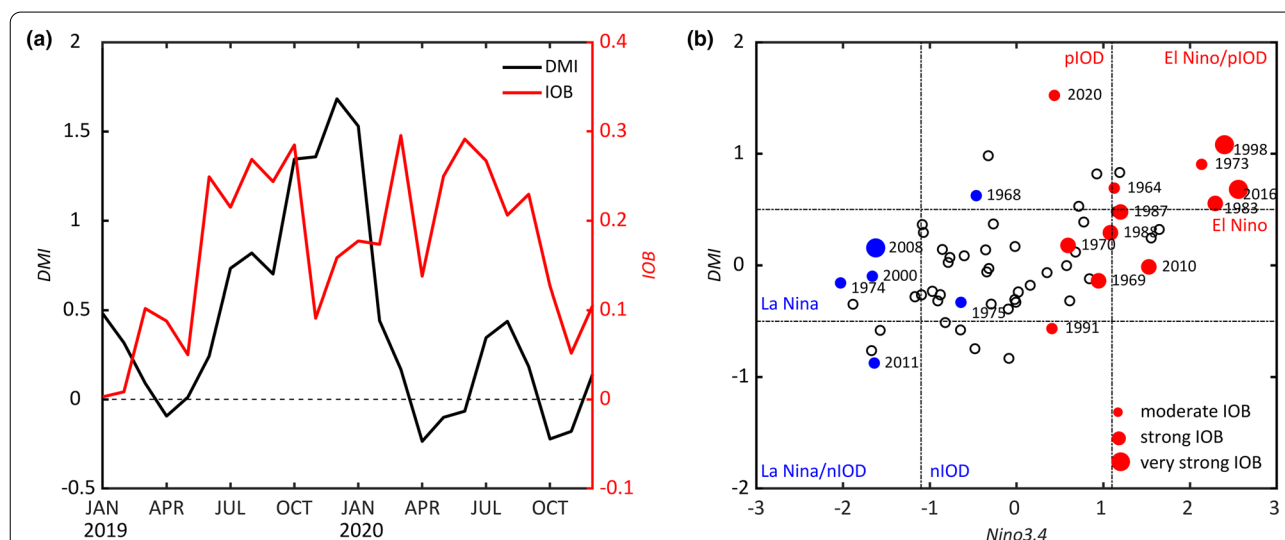 (a)
2
1.5
1
0.5
0
-0.5
DMI
DMI
IOB
0.4
0.3
0.2
0.1
0
-0.1
IOB
JAN APR JUL OCT JAN APR JUL OCT
2019 2020
(b)
2
1
0
-1
-2
DMI
pIOD El Nino/pIOD
2020
1998
1973
1968
1964
2016
1983
1987
El Nino
1988
2008
1970
2010
2000
1974
1969
La Nina
1975
1991
2011
moderate IOB
strong IOB
very strong IOB
La Nina/nIOD nIOD
-3 -2 -1 0 1 2 3
Nino3.4